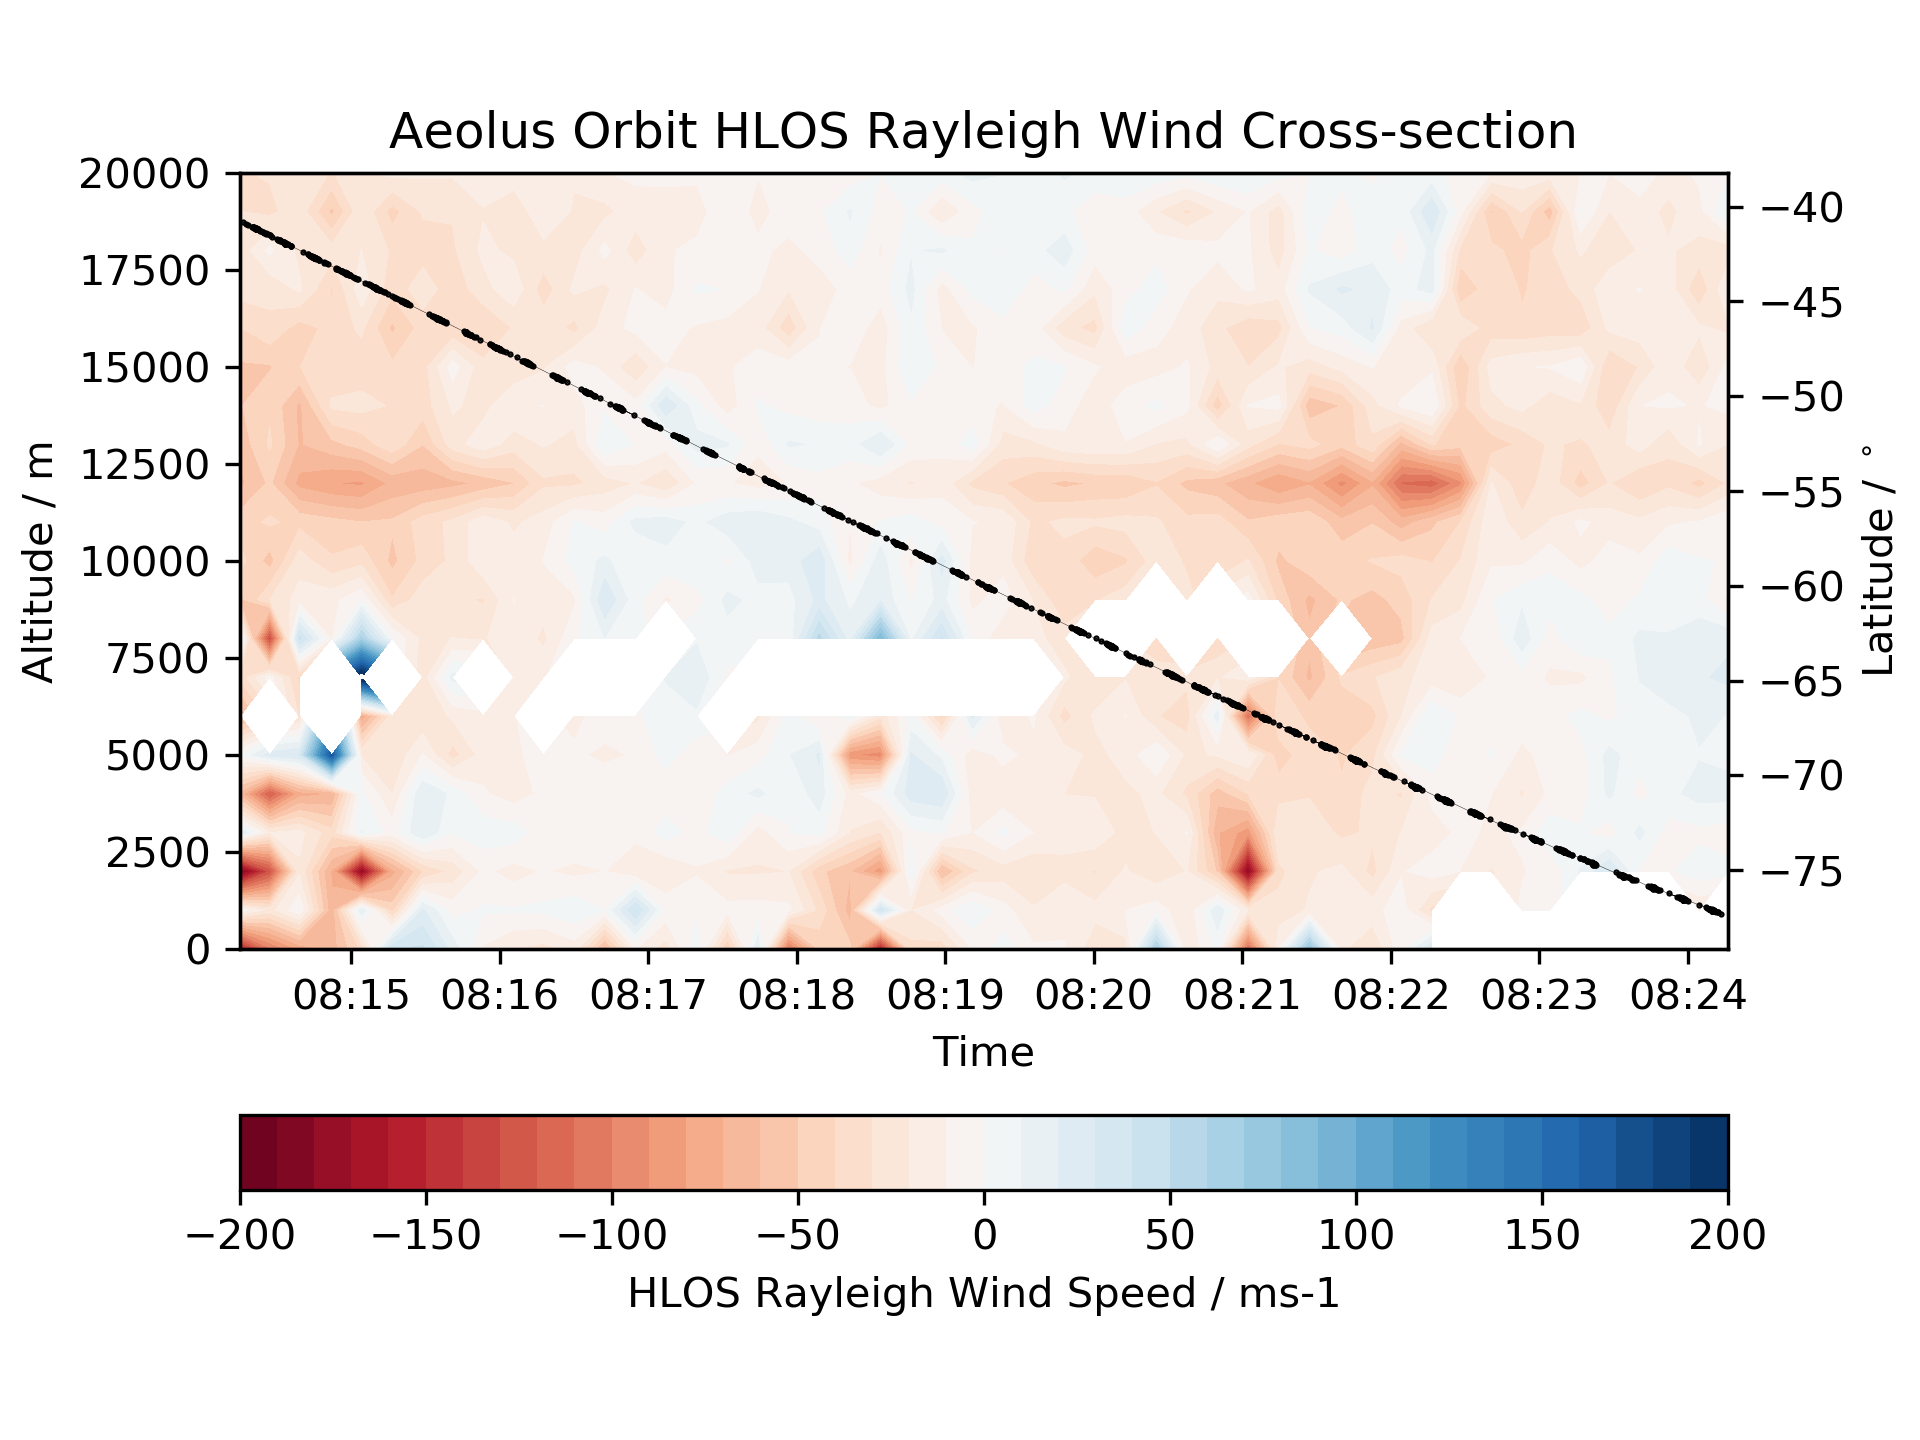 Aeolus Orbit HLOS Rayleigh Wind Cross-section
20000
17500
15000
12500
10000
7500
5000
2500
0
Altitude / m
−40
−45
−50
−55
−60
−65
−70
−75
Latitude / °
08:15 08:16 08:17 08:18 08:19 08:20 08:21 08:22 08:23 08:24
Time
−200 −150 −100 −50 0 50 100 150 200
HLOS Rayleigh Wind Speed / ms-1